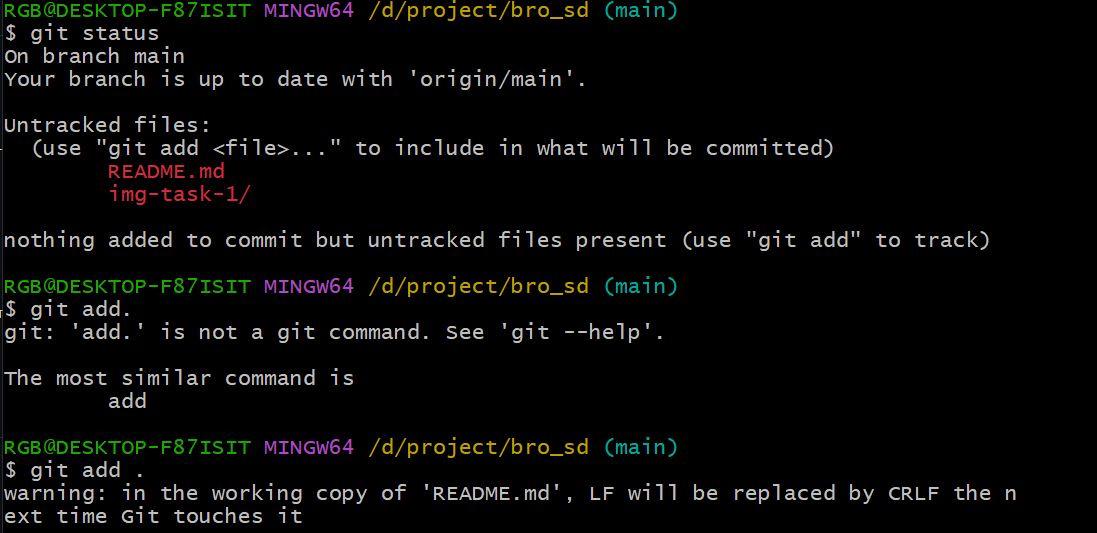 RGB@DESKTOP-F87ISIT MINGW64 /d/project/bro_sd (main)
$ git status
On branch main
Your branch is up to date with 'origin/main'.
Untracked files:
  (use "git add <file>..." to include in what will be committed)
        README.md
        img-task-1/
nothing added to commit but untracked files present (use "git add" to track)
RGB@DESKTOP-F87ISIT MINGW64 /d/project/bro_sd (main)
$ git add.
git: 'add.' is not a git command. See 'git --help'.
The most similar command is
        add
RGB@DESKTOP-F87ISIT MINGW64 /d/project/bro_sd (main)
$ git add .
warning: in the working copy of 'README.md', LF will be replaced by CRLF the n
ext time Git touches it